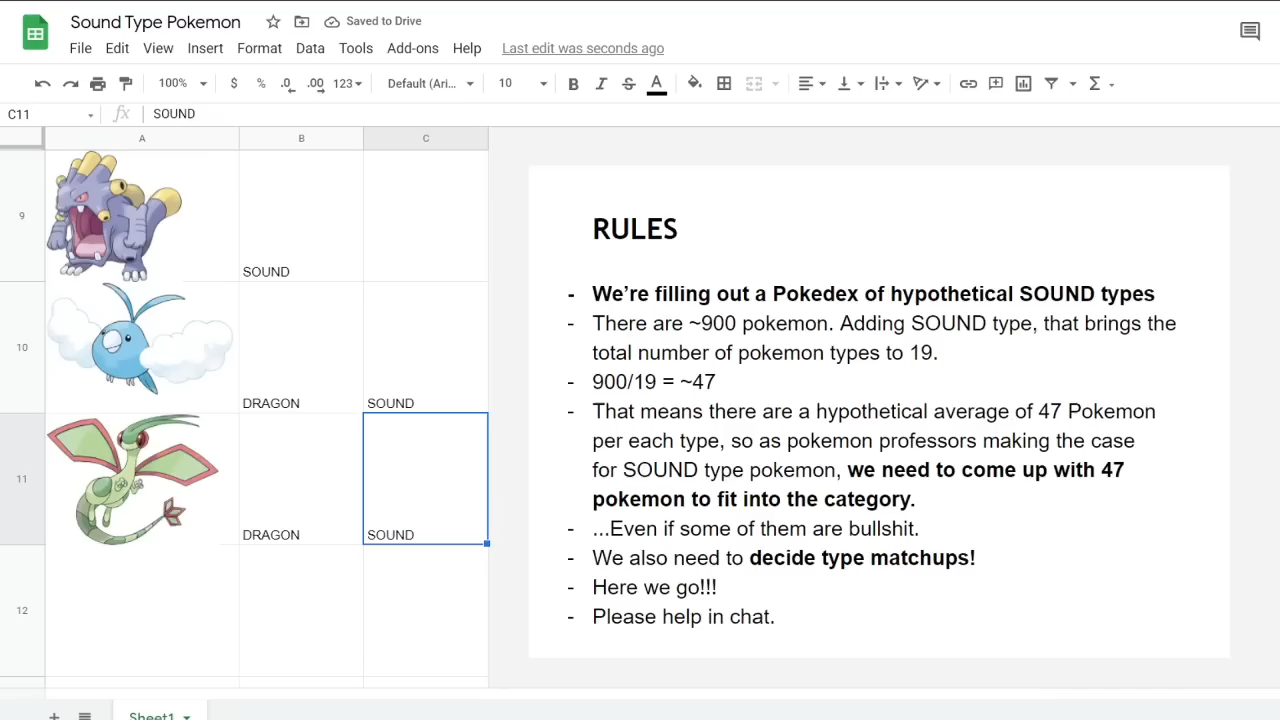 Sound Type Pokemon
Saved to Drive
File Edit View Insert Format Data Tools Add-ons Help Last edit was seconds ago
100% $ % .0 .00 123 Default (Ari... 10 B I S A Σ
C11 fx SOUND
A B C
9 SOUND
10 DRAGON SOUND
11 DRAGON SOUND
12
RULES
- We’re filling out a Pokedex of hypothetical SOUND types
- There are ~900 pokemon. Adding SOUND type, that brings the
total number of pokemon types to 19.
- 900/19 = ~47
- That means there are a hypothetical average of 47 Pokemon
per each type, so as pokemon professors making the case
for SOUND type pokemon, we need to come up with 47
pokemon to fit into the category.
- ...Even if some of them are bullshit.
- We also need to decide type matchups!
- Here we go!!!
- Please help in chat.
+ Sheet1